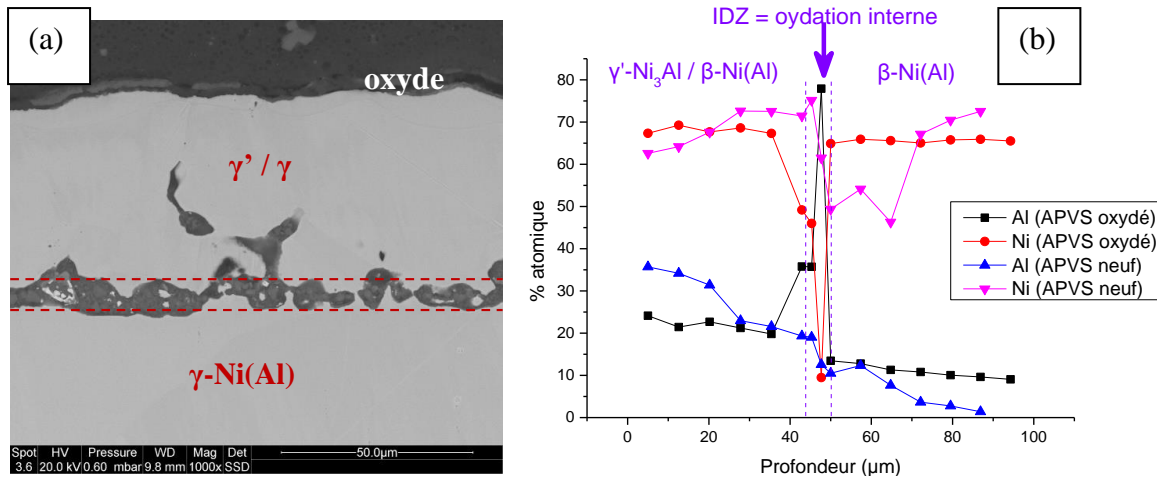 (a)
oxyde
γ' / γ
γ-Ni(Al)
Spot HV Pressure WD Mag Det
3.6 20.0 kV 0.60 mbar 9.8 mm 1000x SSD
50.0µm
IDZ = oydation interne
(b)
γ'-Ni3Al / β-Ni(Al)
β-Ni(Al)
80
70
60
50
40
30
20
10
0
% atomique
0 20 40 60 80 100
Profondeur (µm)
Al (APVS oxydé)
Ni (APVS oxydé)
Al (APVS neuf)
Ni (APVS neuf)